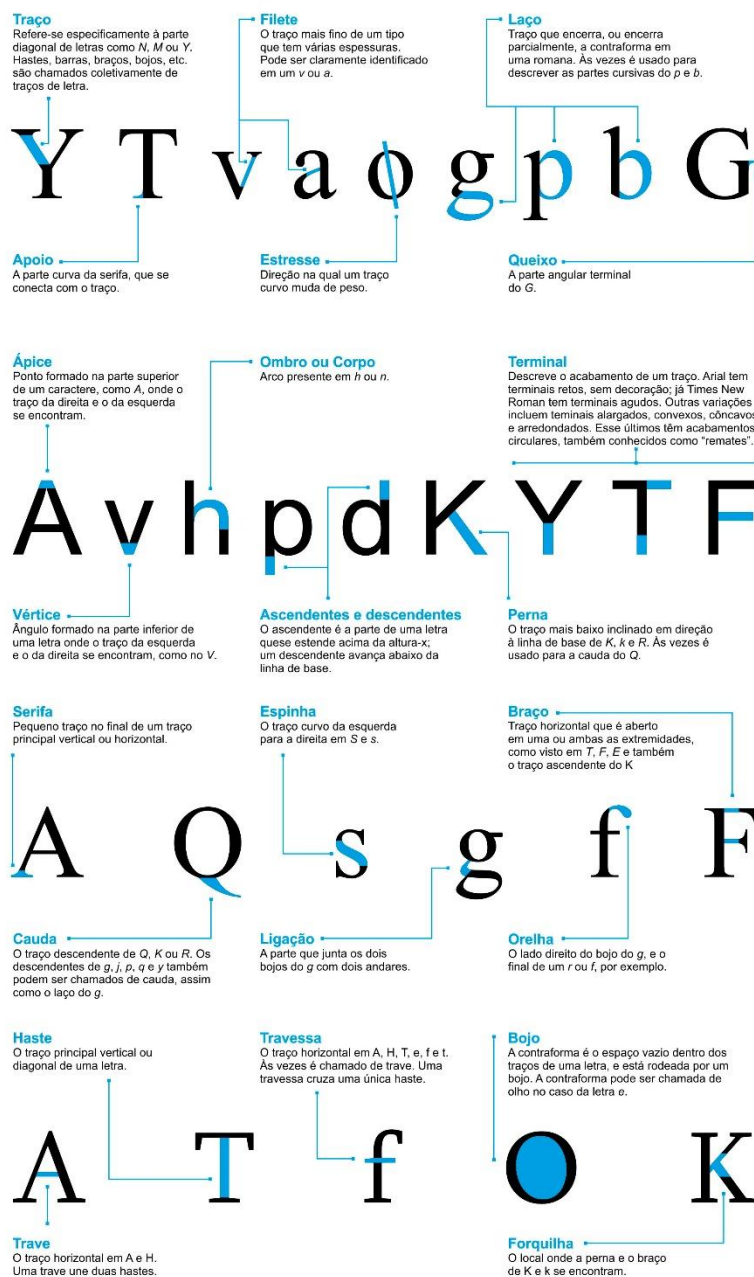 Traço
Refere-se especificamente à parte
diagonal de letras como N, M ou Y.
Hastes, barras, braços, bojos, etc.
são chamados coletivamente de
traços de letra.
Filete
O traço mais fino de um tipo
que tem várias espessuras.
Pode ser claramente identificado
em um v ou a.
Laço
Traço que encerra, ou encerra
parcialmente, a contraforma em
uma romana. Às vezes é usado para
descrever as partes cursivas do p e b.
Y T v a o g p b G
Apoio
A parte curva da serifa, que se
conecta com o traço.
Estresse
Direção na qual um traço
curvo muda de peso.
Queixo
A parte angular terminal
do G.
Ápice
Ponto formado na parte superior
de um caractere, como A, onde o
traço da direita e o da esquerda
se encontram.
Ombro ou Corpo
Arco presente em h ou n.
Terminal
Descreve o acabamento de um traço. Arial tem
terminais retos, sem decoração; já Times New
Roman tem terminais agudos. Outras variações
incluem teminais alargados, convexos, côncavos
e arredondados. Esse últimos têm acabamentos
circulares, também conhecidos como “remates”.
A v h p d K Y T F
Vértice
Ângulo formado na parte inferior de
uma letra onde o traço da esquerda
e o da direita se encontram, como no V.
Ascendentes e descendentes
O ascendente é a parte de uma letra
quese estende acima da altura-x;
um descendente avança abaixo da
linha de base.
Perna
O traço mais baixo inclinado em direção
à linha de base de K, k e R. Às vezes é
usado para a cauda do Q.
Serifa
Pequeno traço no final de um traço
principal vertical ou horizontal.
Espinha
O traço curvo da esquerda
para a direita em S e s.
Braço
Traço horizontal que é aberto
em uma ou ambas as extremidades,
como visto em T, F, E e também
o traço ascendente do K
A Q s g f F
Cauda
O traço descendente de Q, K ou R. Os
descendentes de g, j, p, q e y também
podem ser chamados de cauda, assim
como o laço do g.
Ligação
A parte que junta os dois
bojos do g com dois andares.
Orelha
O lado direito do bojo do g, e o
final de um r ou f, por exemplo.
Haste
O traço principal vertical ou
diagonal de uma letra.
Travessa
O traço horizontal em A, H, T, e, f e t.
Às vezes é chamado de trave. Uma
travessa cruza uma única haste.
Bojo
A contraforma é o espaço vazio dentro dos
traços de uma letra, e está rodeada por um
bojo. A contraforma pode ser chamada de
olho no caso da letra e.
A T f O K
Trave
O traço horizontal em A e H.
Uma trave une duas hastes.
Forquilha
O local onde a perna e o braço
de K e k se encontram.